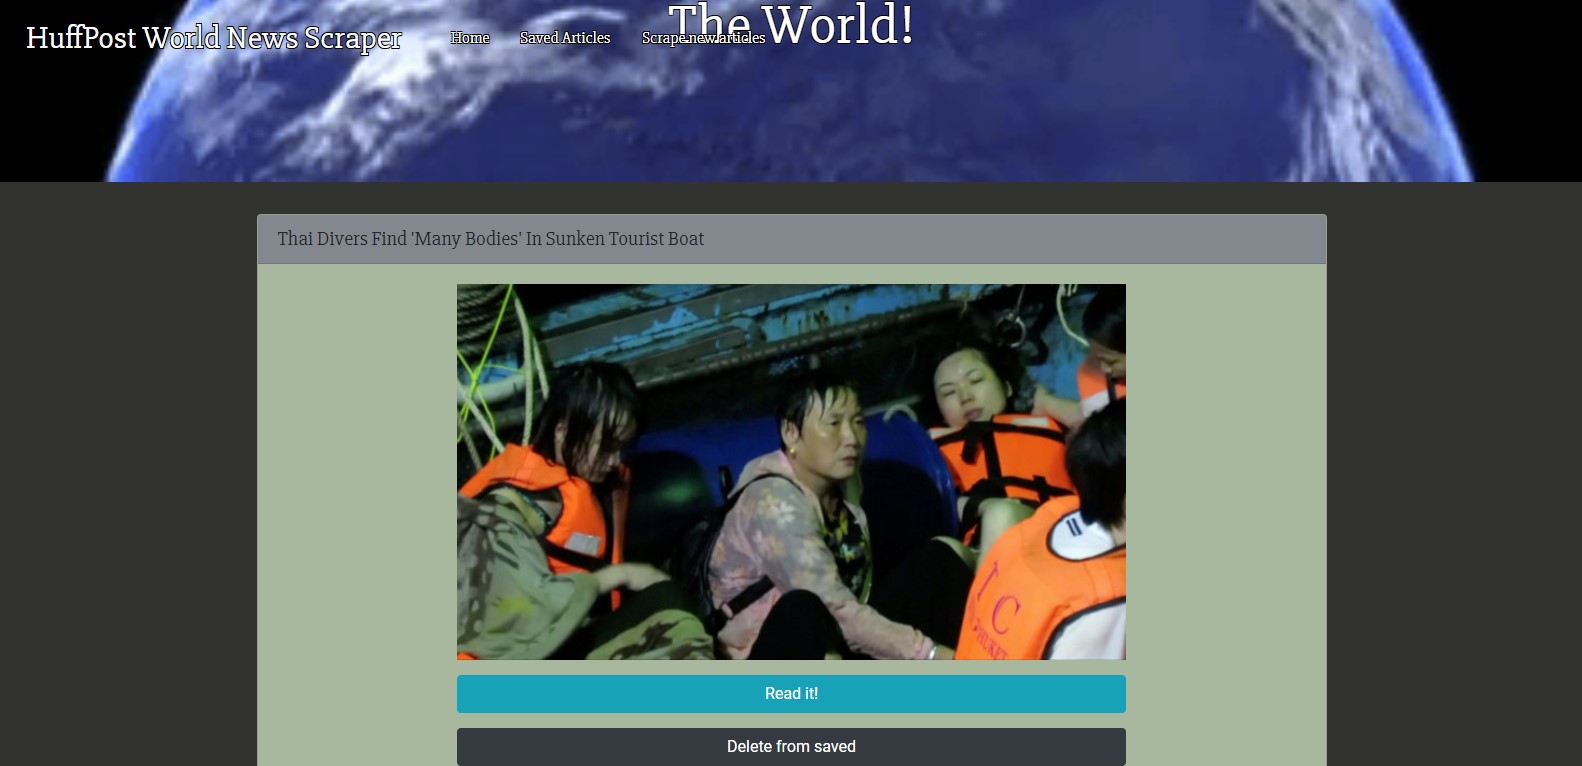 The World!
HuffPost World News Scraper
Home
Saved Articles
Scrape new articles
Thai Divers Find 'Many Bodies' In Sunken Tourist Boat
I C
PHUKET
Read it!
Delete from saved